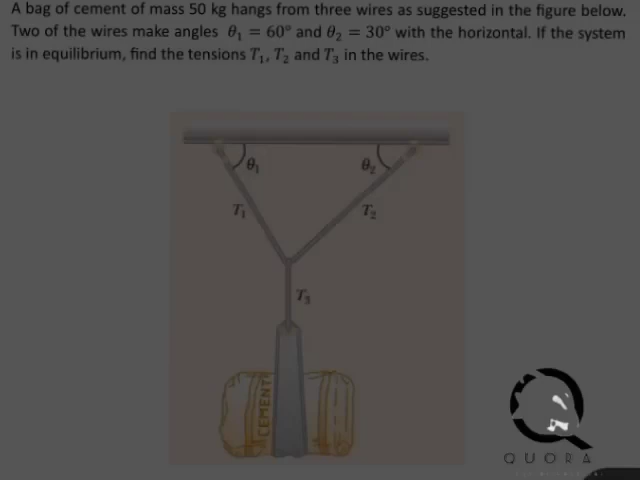 A bag of cement of mass 50 kg hangs from three wires as suggested in the figure below.
Two of the wires make angles θ₁ = 60° and θ₂ = 30° with the horizontal. If the system
is in equilibrium, find the tensions T₁, T₂ and T₃ in the wires.
θ₁ θ₂
T₁ T₂
T₃
CEMENT
QUORA